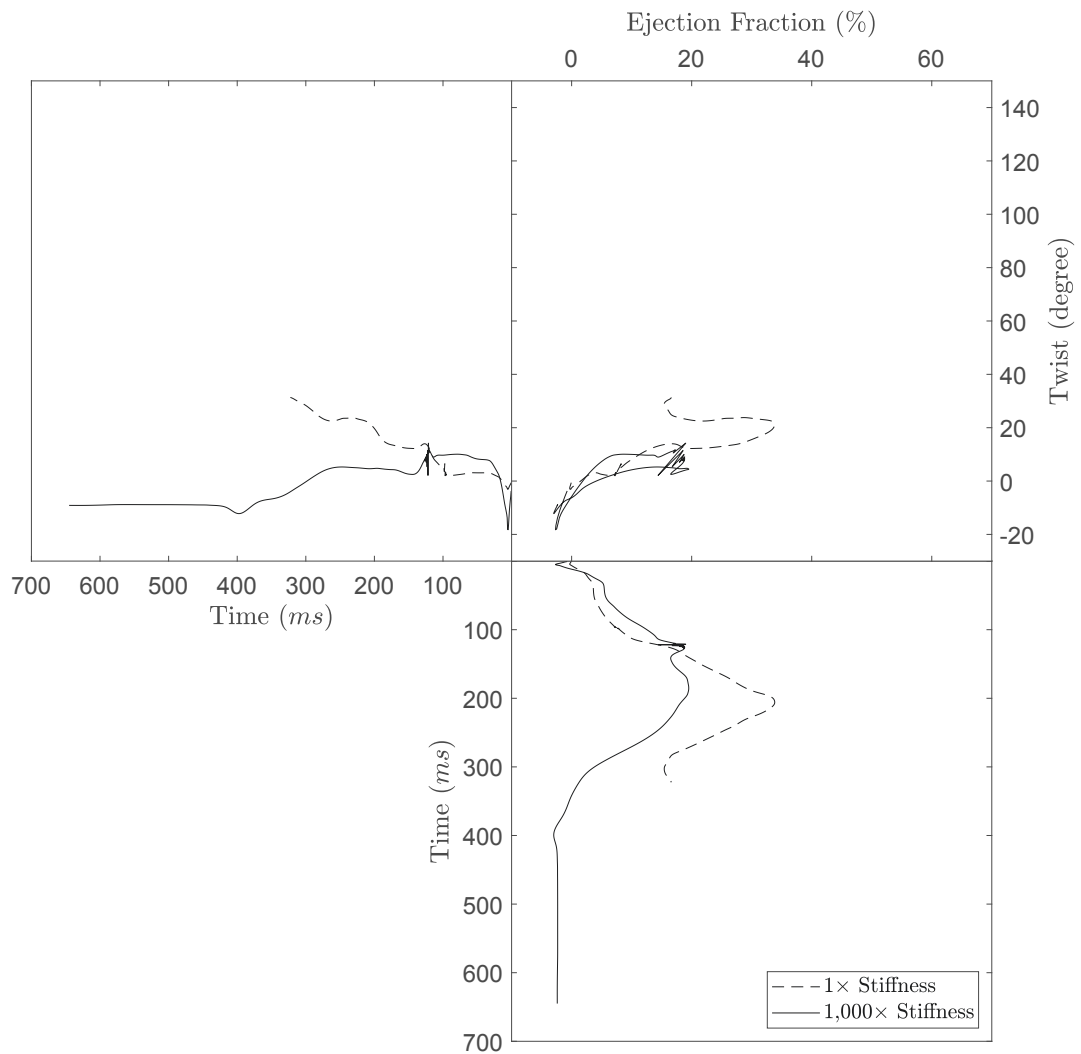 Ejection Fraction (%)
0 20 40 60
140
120
100
80
60
40
20
0
-20
Twist (degree)
700 600 500 400 300 200 100
Time (ms)
100
200
300
400
500
600
700
Time (ms)
1× Stiffness
1,000× Stiffness